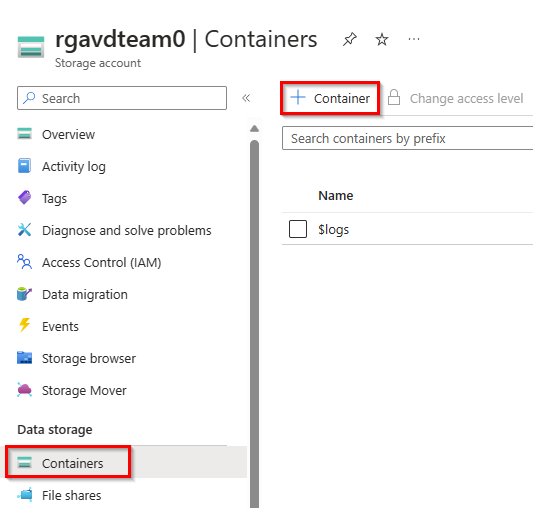 rgavdteam0 | Containers
Storage account
Search
Overview
Activity log
Tags
Diagnose and solve problems
Access Control (IAM)
Data migration
Events
Storage browser
Storage Mover
Data storage
Containers
File shares
Container
Change access level
Search containers by prefix
Name
$logs